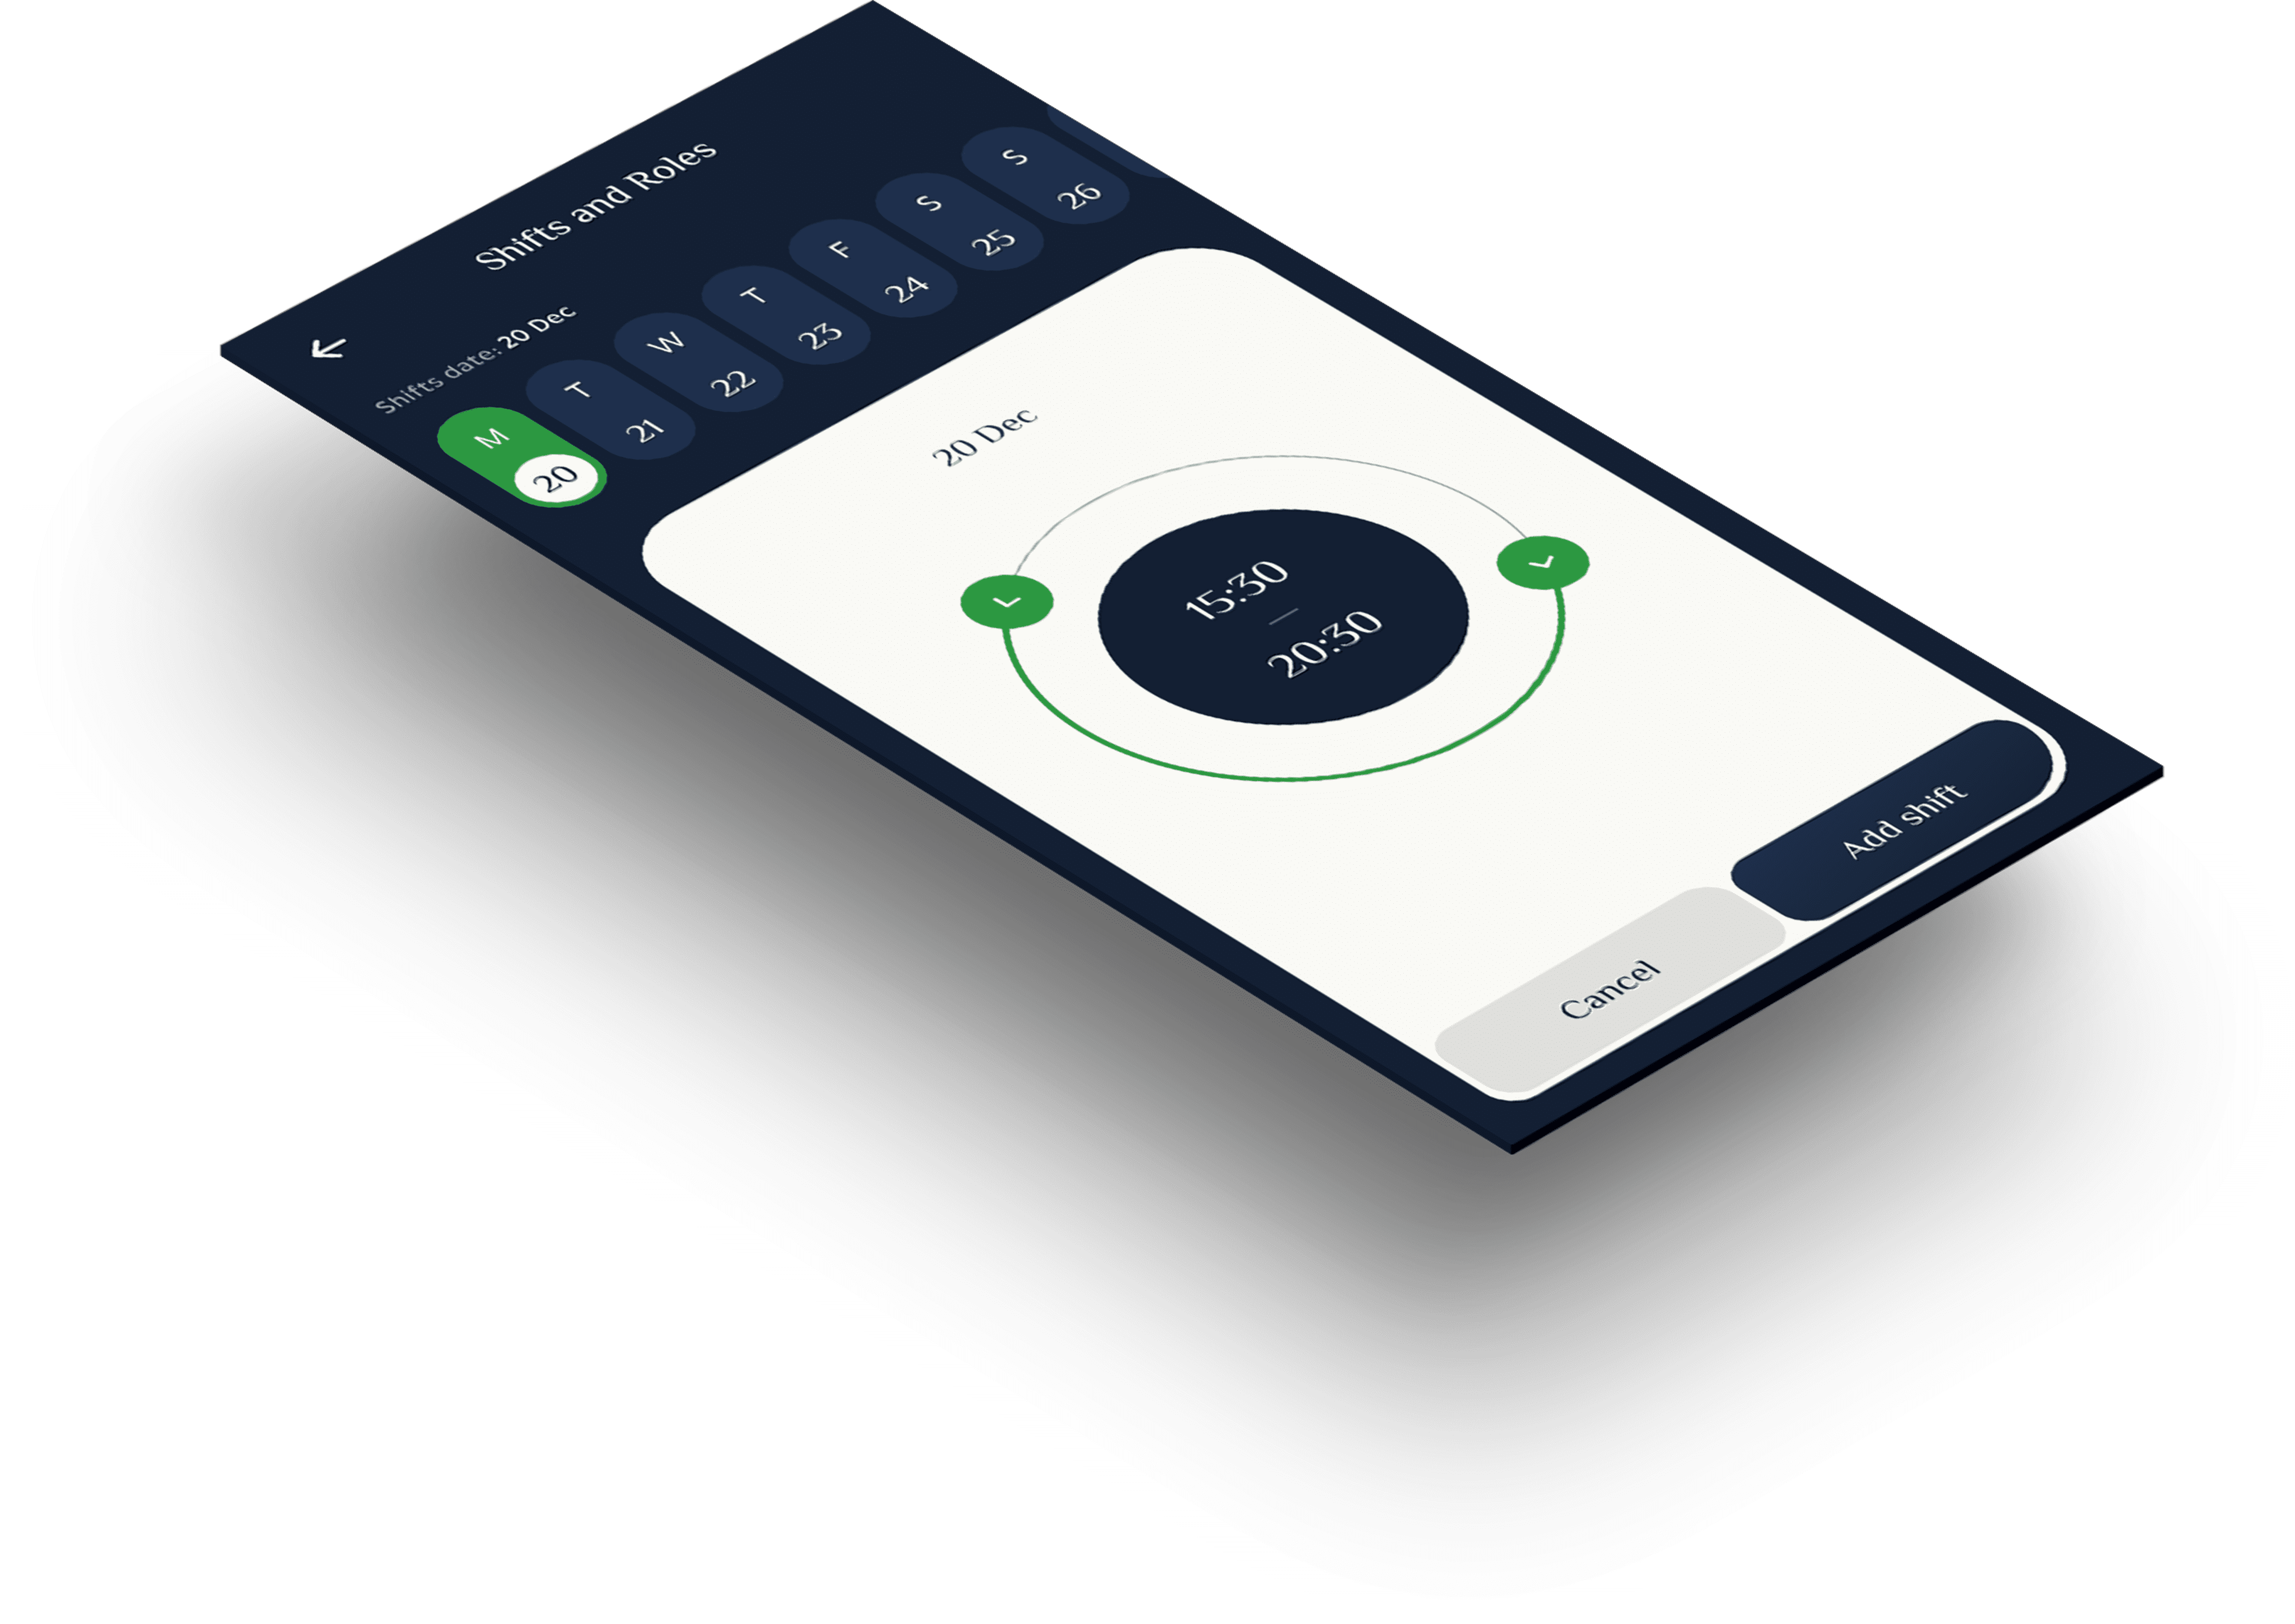 Shifts and Roles
Shifts date: 20 Dec
M T W T F S S
20 21 22 23 24 25 26
20 Dec
15:30
20:30
Cancel Add shift